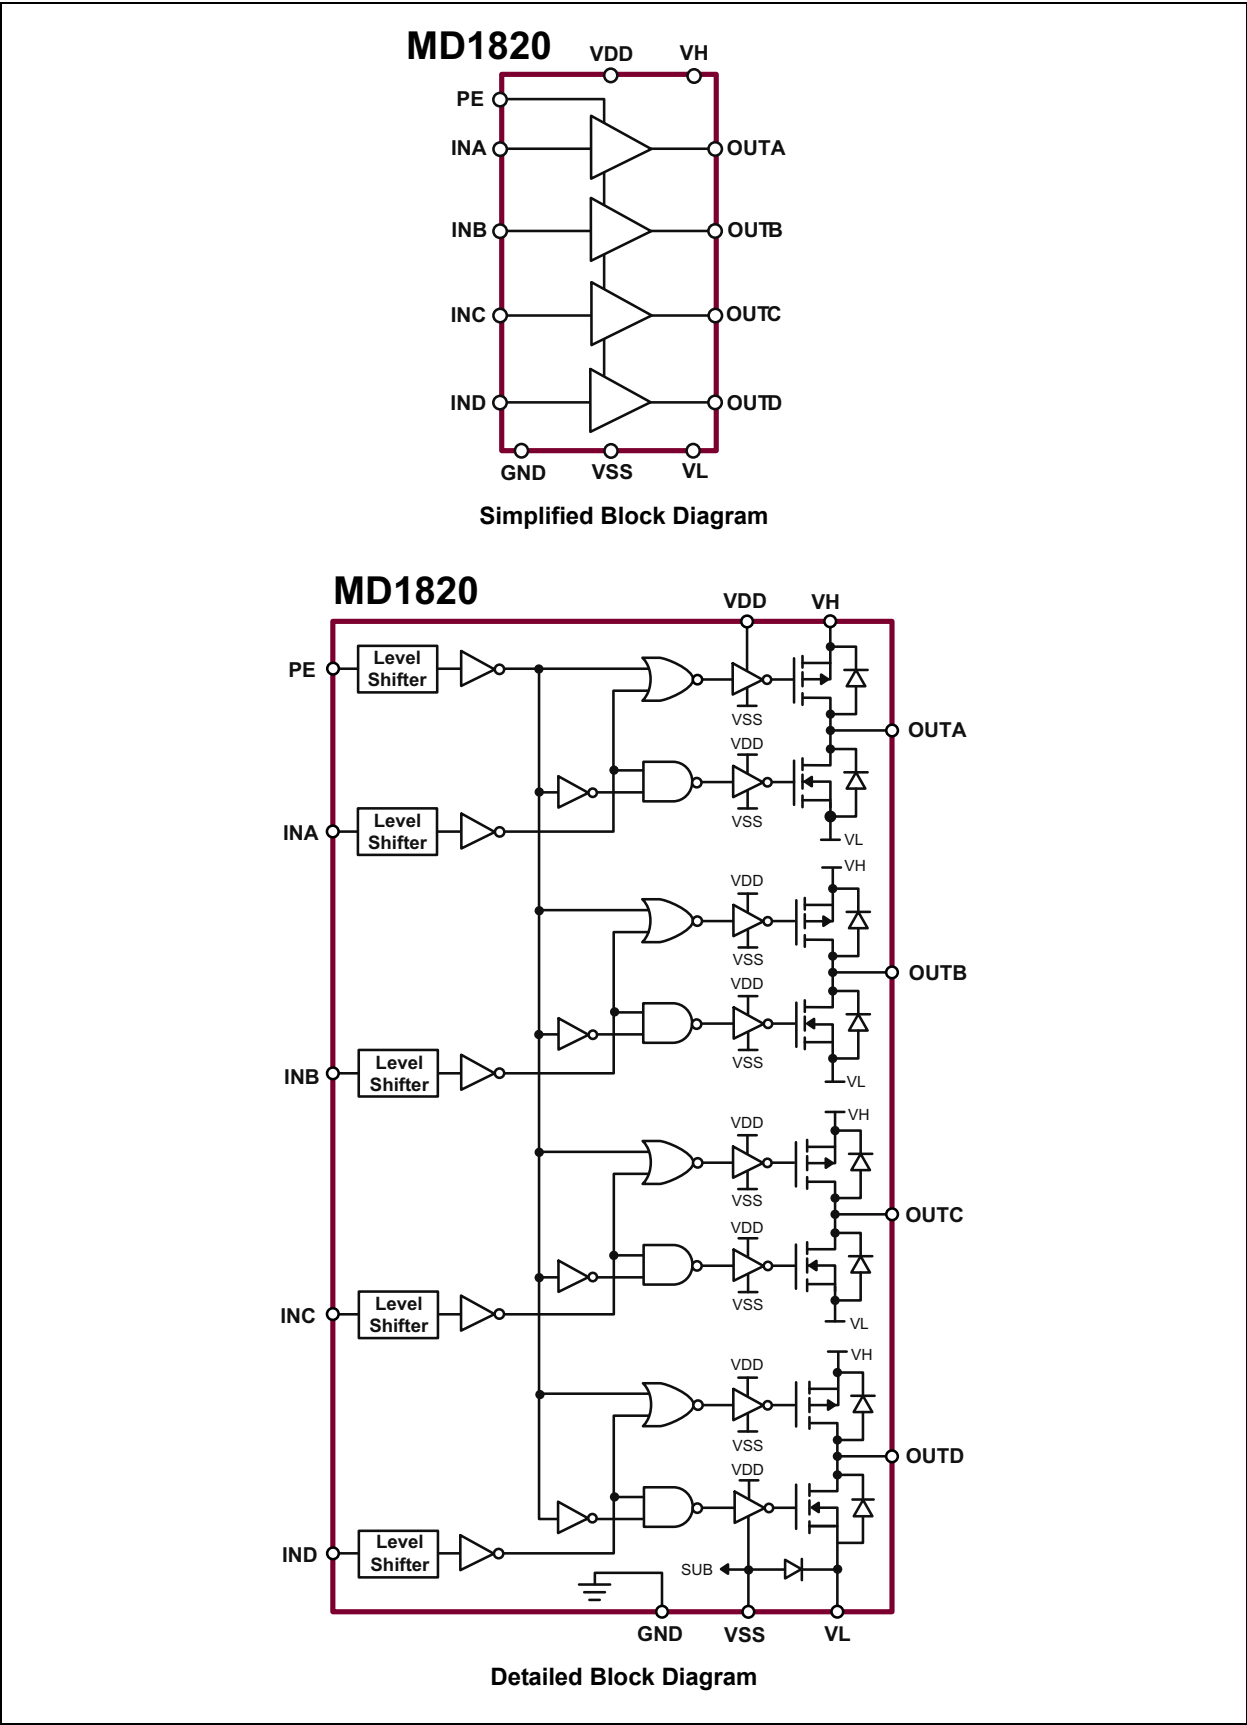 MD1820
VDD
VH
PE
INA
OUTA
INB
OUTB
INC
OUTC
IND
OUTD
GND
VSS
VL
Simplified Block Diagram
MD1820
VDD
VH
PE
Level
Shifter
VSS
OUTA
VDD
INA
Level
Shifter
VSS
VL
VH
VDD
VSS
OUTB
VDD
VSS
INB
Level
Shifter
VL
VH
VDD
VSS
OUTC
VDD
VSS
INC
Level
Shifter
VL
VH
VDD
VSS
OUTD
VDD
IND
Level
Shifter
SUB
GND
VSS
VL
Detailed Block Diagram